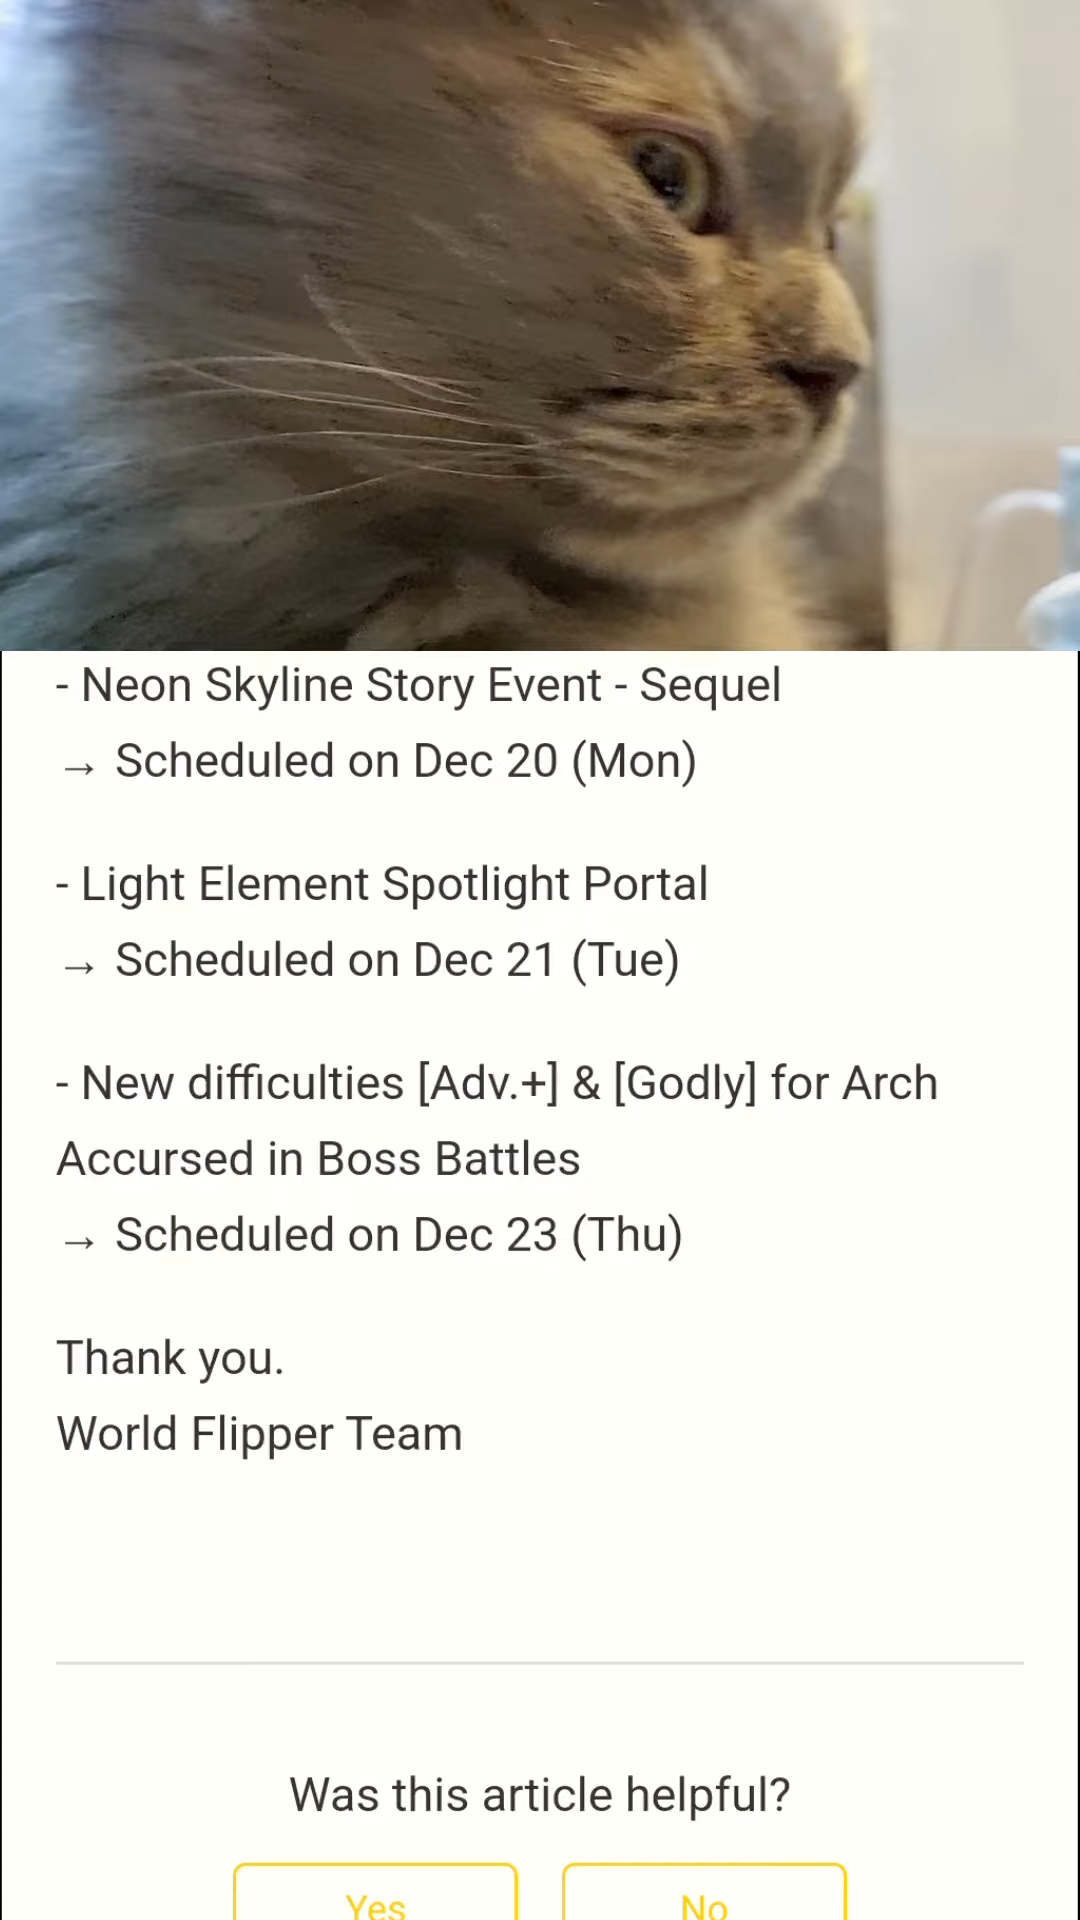 - Neon Skyline Story Event - Sequel
→ Scheduled on Dec 20 (Mon)
- Light Element Spotlight Portal
→ Scheduled on Dec 21 (Tue)
- New difficulties [Adv.+] & [Godly] for Arch
Accursed in Boss Battles
→ Scheduled on Dec 23 (Thu)
Thank you.
World Flipper Team
Was this article helpful?
Yes No